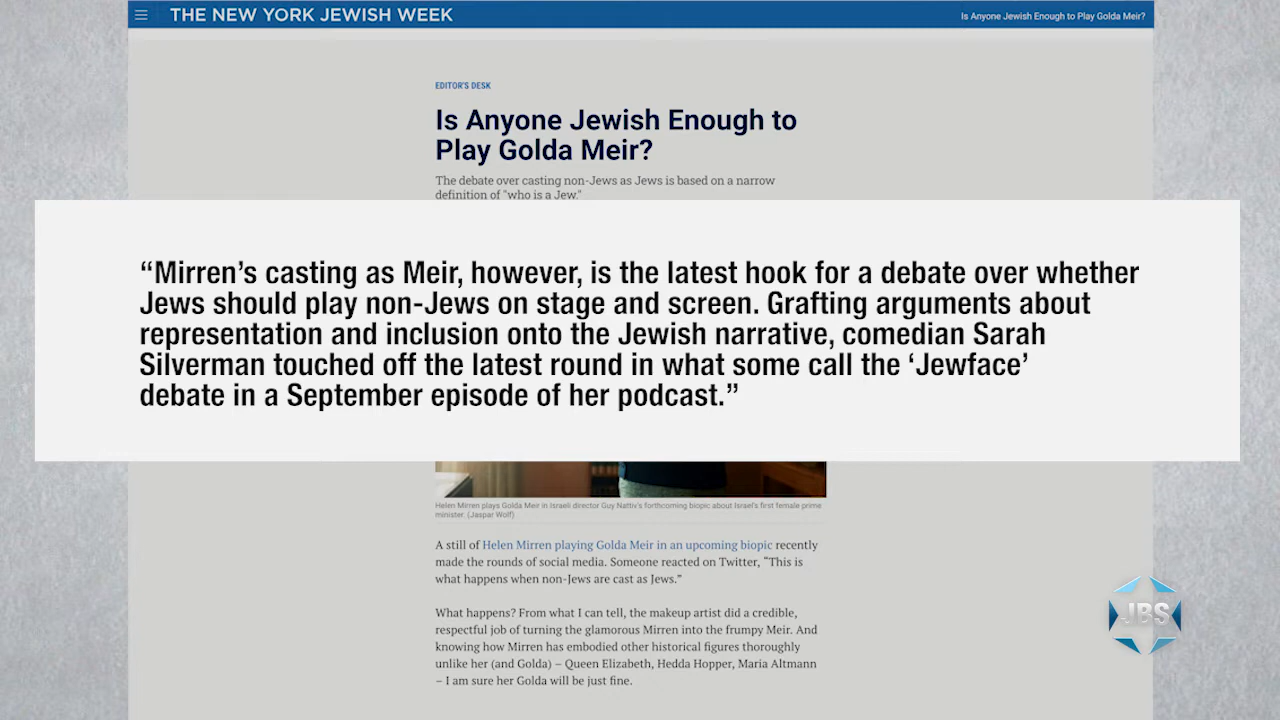 THE NEW YORK JEWISH WEEK
Is Anyone Jewish Enough to Play Golda Meir?
EDITOR'S DESK
Is Anyone Jewish Enough to
Play Golda Meir?
The debate over casting non-Jews as Jews is based on a narrow
definition of "who is a Jew."
“Mirren’s casting as Meir, however, is the latest hook for a debate over whether
Jews should play non-Jews on stage and screen. Grafting arguments about
representation and inclusion onto the Jewish narrative, comedian Sarah
Silverman touched off the latest round in what some call the ‘Jewface’
debate in a September episode of her podcast.”
Helen Mirren plays Golda Meir in Israeli director Guy Nattiv's forthcoming biopic about Israel's first female prime
minister. (Jaspar Wolf)
A still of Helen Mirren playing Golda Meir in an upcoming biopic recently
made the rounds of social media. Someone reacted on Twitter, “This is
what happens when non-Jews are cast as Jews.”
What happens? From what I can tell, the makeup artist did a credible,
respectful job of turning the glamorous Mirren into the frumpy Meir. And
knowing how Mirren has embodied other historical figures thoroughly
unlike her (and Golda) – Queen Elizabeth, Hedda Hopper, Maria Altmann
– I am sure her Golda will be just fine.
JBS